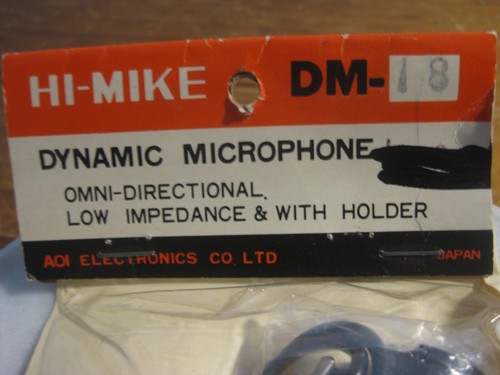 HI-MIKE DM-18
DYNAMIC MICROPHONE
OMNI-DIRECTIONAL.
LOW IMPEDANCE & WITH HOLDER
AOI ELECTRONICS CO. LTD JAPAN